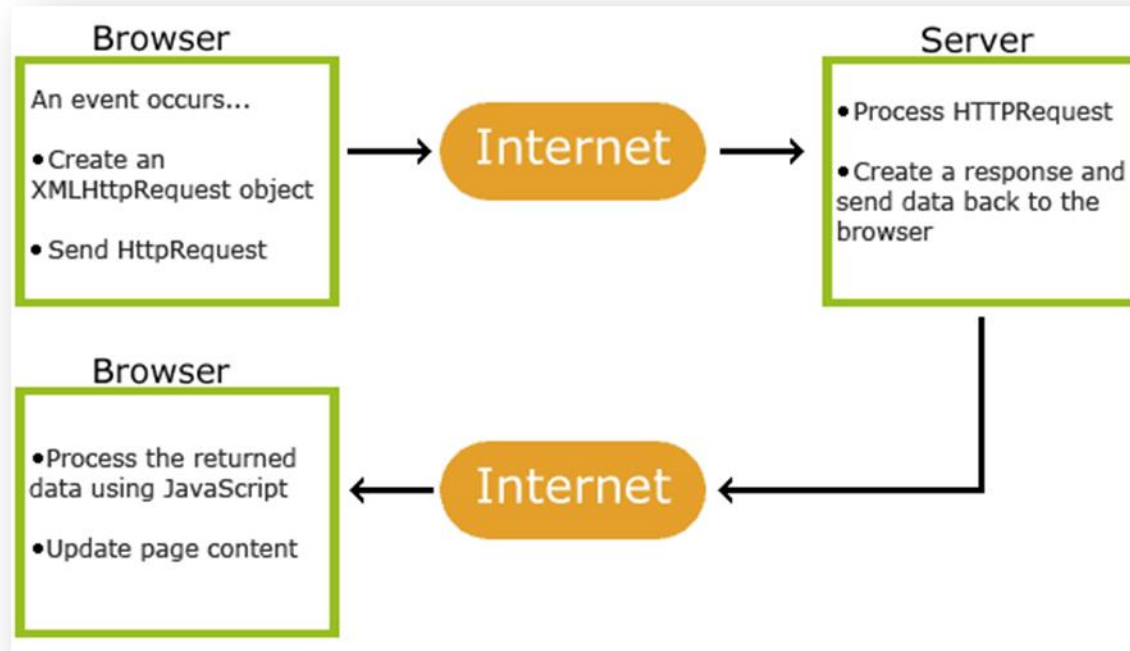 Browser
An event occurs...
•Create an
XMLHttpRequest object
• Send HttpRequest
Internet
Server
•Process HTTPRequest
•Create a response and
send data back to the
browser
Browser
•Process the returned
data using JavaScript
•Update page content
Internet